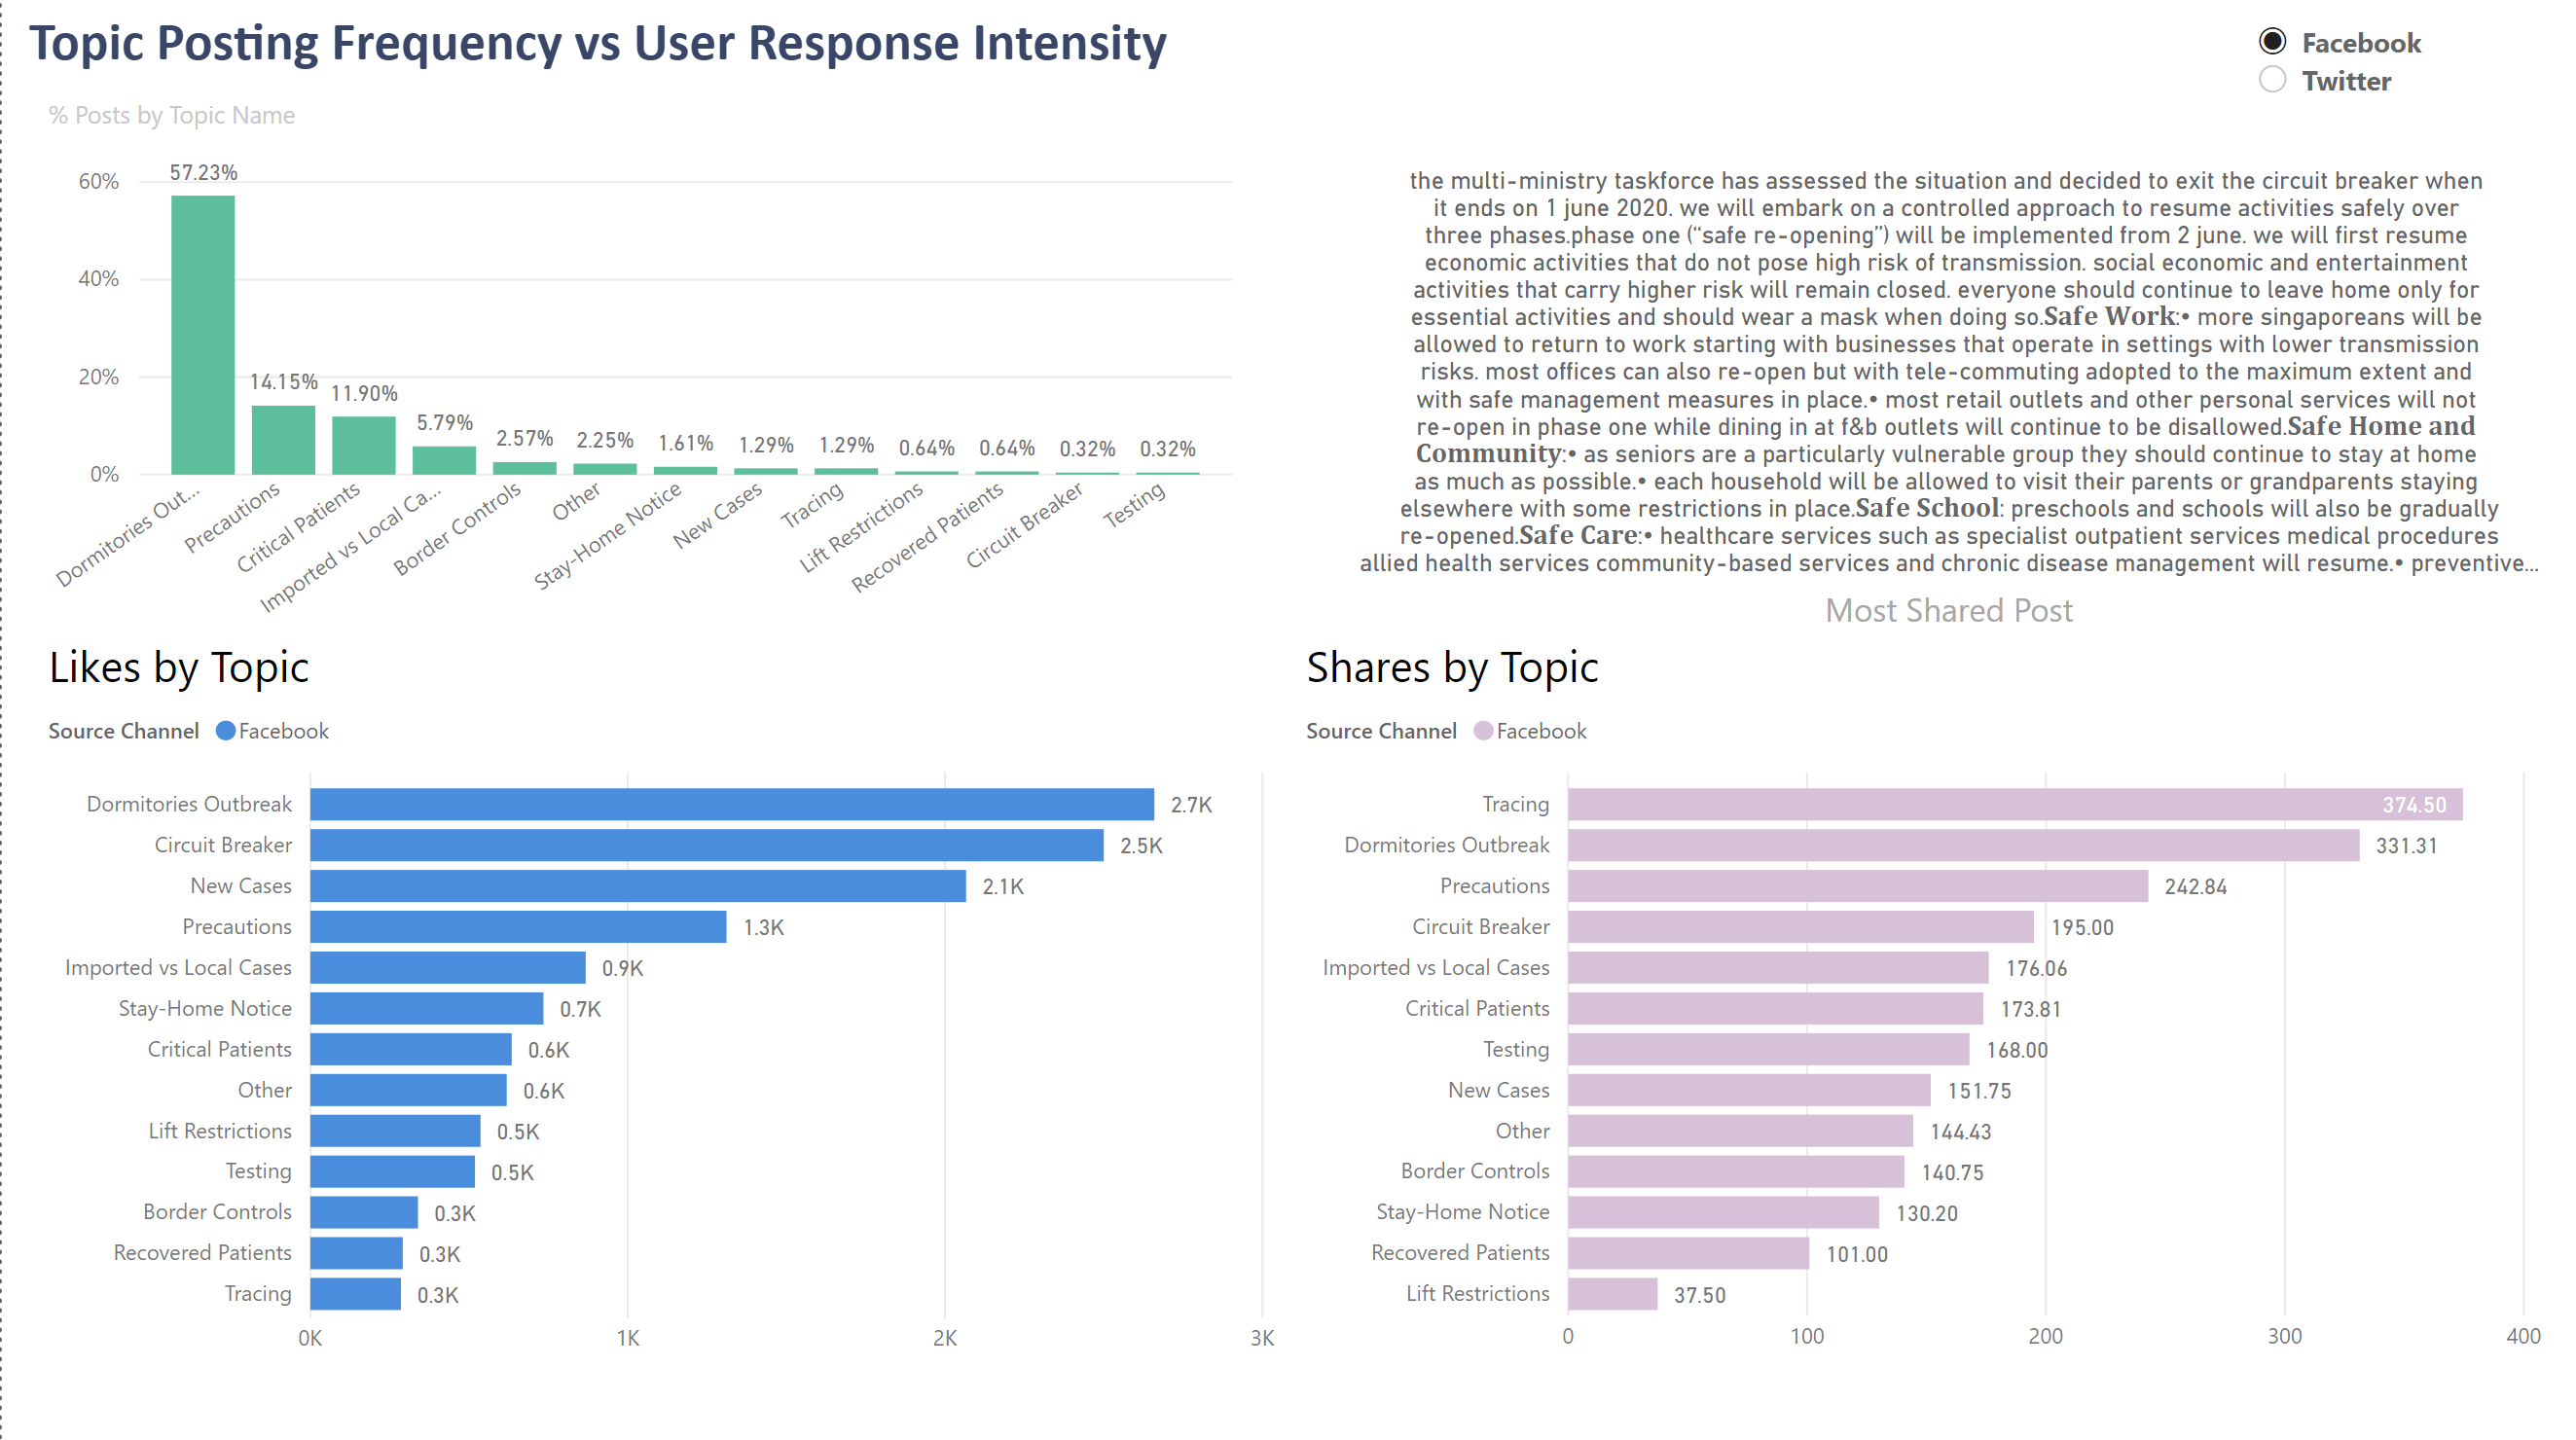 Topic Posting Frequency vs User Response Intensity
Facebook
Twitter
% Posts by Topic Name
60%
40%
20%
0%
57.23%
14.15%
11.90%
5.79%
2.57%
2.25%
1.61%
1.29%
1.29%
0.64%
0.64%
0.32%
0.32%
Dormitories Out...
Precautions
Critical Patients
Imported vs Local Ca...
Border Controls
Other
Stay-Home Notice
New Cases
Tracing
Lift Restrictions
Recovered Patients
Circuit Breaker
Testing
the multi-ministry taskforce has assessed the situation and decided to exit the circuit breaker when
it ends on 1 june 2020. we will embark on a controlled approach to resume activities safely over
three phases.phase one (“safe re-opening”) will be implemented from 2 june. we will first resume
economic activities that do not pose high risk of transmission. social economic and entertainment
activities that carry higher risk will remain closed. everyone should continue to leave home only for
essential activities and should wear a mask when doing so.Safe Work:• more singaporeans will be
allowed to return to work starting with businesses that operate in settings with lower transmission
risks. most offices can also re-open but with tele-commuting adopted to the maximum extent and
with safe management measures in place.• most retail outlets and other personal services will not
re-open in phase one while dining in at f&b outlets will continue to be disallowed.Safe Home and
Community:• as seniors are a particularly vulnerable group they should continue to stay at home
as much as possible.• each household will be allowed to visit their parents or grandparents staying
elsewhere with some restrictions in place.Safe School: preschools and schools will also be gradually
re-opened.Safe Care:• healthcare services such as specialist outpatient services medical procedures
allied health services community-based services and chronic disease management will resume.• preventive...
Most Shared Post
Likes by Topic
Source Channel Facebook
Dormitories Outbreak 2.7K
Circuit Breaker 2.5K
New Cases 2.1K
Precautions 1.3K
Imported vs Local Cases 0.9K
Stay-Home Notice 0.7K
Critical Patients 0.6K
Other 0.6K
Lift Restrictions 0.5K
Testing 0.5K
Border Controls 0.3K
Recovered Patients 0.3K
Tracing 0.3K
0K 1K 2K 3K
Shares by Topic
Source Channel Facebook
Tracing 374.50
Dormitories Outbreak 331.31
Precautions 242.84
Circuit Breaker 195.00
Imported vs Local Cases 176.06
Critical Patients 173.81
Testing 168.00
New Cases 151.75
Other 144.43
Border Controls 140.75
Stay-Home Notice 130.20
Recovered Patients 101.00
Lift Restrictions 37.50
0 100 200 300 400